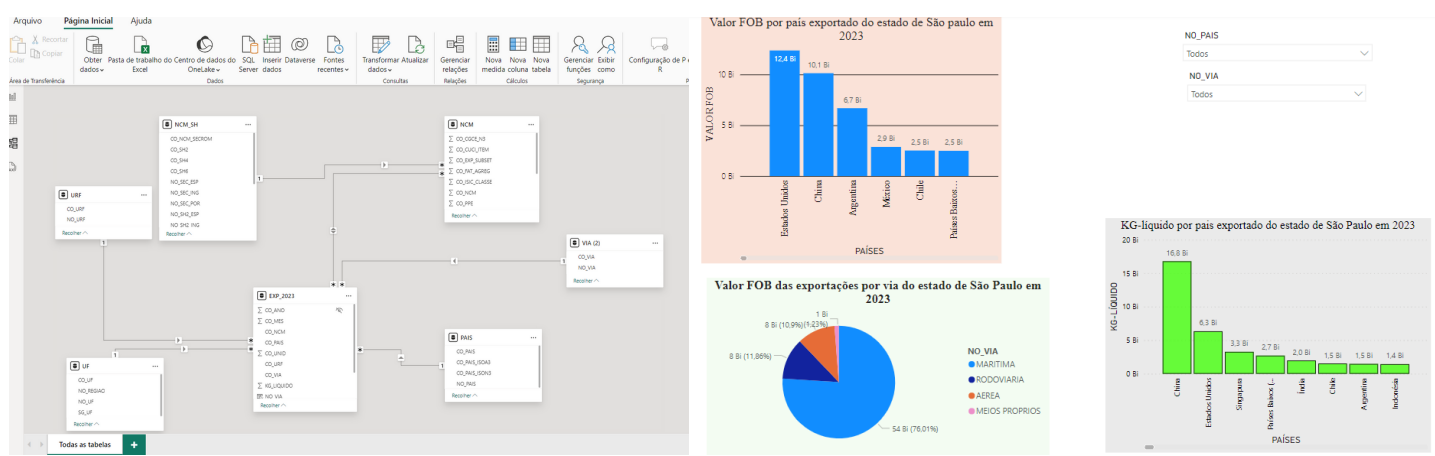 Arquivo Página Inicial Ajuda
Colar
Recortar
Copiar
Obter dados
Pasta de trabalho do Excel
Centro de dados do OneLake
SQL Server
Inserir dados
Dataverse
Fontes recentes
Transformar dados
Atualizar
Gerenciar relações
Nova medida
Nova coluna
Nova tabela
Gerenciar funções
Exibir como
Configuração de P e R
Área de Transferência
Dados
Consultas
Relações
Cálculos
Segurança
NCM_SH
CO_NCM_SECROM
CO_SH2
CO_SH4
CO_SH6
NO_SEC_ESP
NO_SEC_ING
NO_SEC_POR
NO_SH2_ESP
NO_SH2_ING
Recolher
NCM
CO_CGCE_N3
CO_CUCI_ITEM
CO_EXP_SUBSET
CO_FAT_AGREG
CO_ISIC_CLASSE
CO_NCM
CO_PPE
Recolher
URF
CO_URF
NO_URF
Recolher
VIA (2)
CO_VIA
NO_VIA
Recolher
EXP_2023
CO_ANO
CO_MES
CO_NCM
CO_PAIS
CO_UNID
CO_URF
CO_VIA
KG_LIQUIDO
NO VIA
Recolher
PAIS
CO_PAIS
CO_PAIS_ISOA3
CO_PAIS_ISON3
NO_PAIS
Recolher
UF
CO_UF
NO_REGIAO
NO_UF
SG_UF
Recolher
1
1
1
1
1
Todas as tabelas +
Valor FOB por país exportado do estado de São paulo em
2023
VALOR FOB
10 Bi
5 Bi
0 Bi
12,4 Bi
10,1 Bi
6,7 Bi
2,9 Bi
2,5 Bi
2,5 Bi
Estados Unidos
China
Argentina
México
Chile
Países Baixos...
PAÍSES
Valor FOB das exportações por via do estado de São Paulo em
2023
1 Bi
(1,23%)
8 Bi (10,9%)
8 Bi (11,86%)
54 Bi (76,01%)
NO_VIA
MARITIMA
RODOVIARIA
AEREA
MEIOS PROPRIOS
NO_PAIS
Todos
NO_VIA
Todos
KG-líquido por pais exportado do estado de São Paulo em 2023
KG-LÍQUIDO
20 Bi
15 Bi
10 Bi
5 Bi
0 Bi
16,8 Bi
6,3 Bi
3,3 Bi
2,7 Bi
2,0 Bi
1,5 Bi
1,5 Bi
1,4 Bi
China
Estados Unidos
Singapura
Países Baixos (...
Índia
Chile
Argentina
Indonésia
PAÍSES